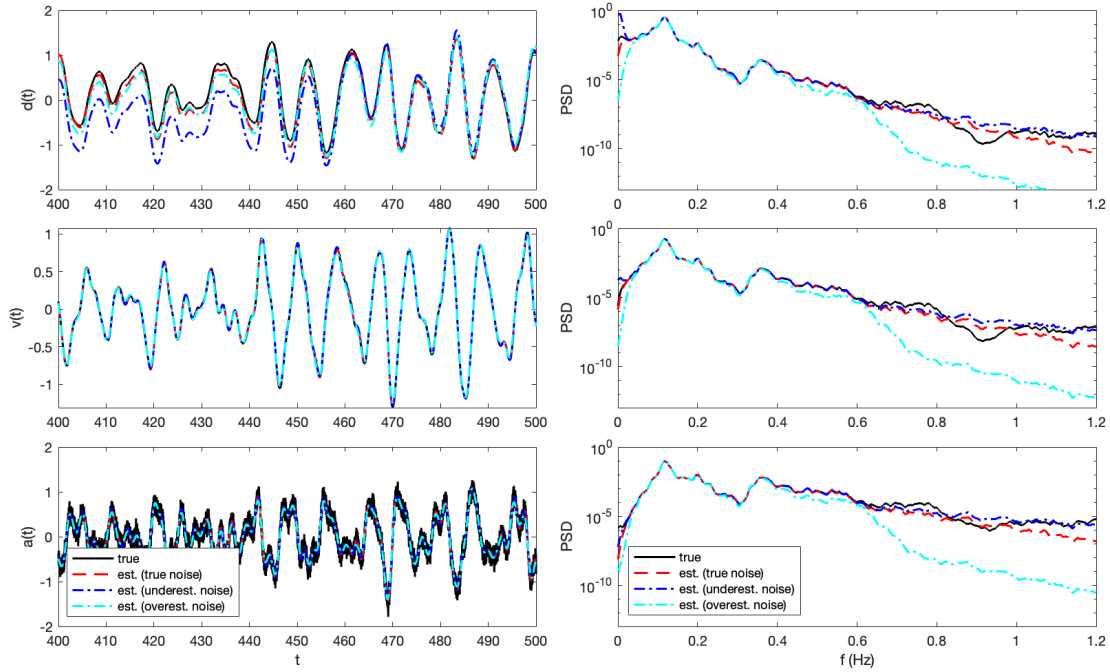 2
1
0
-1
-2
d(t)
400 410 420 430 440 450 460 470 480 490 500
10^0
10^-5
10^-10
PSD
0 0.2 0.4 0.6 0.8 1 1.2
1
0.5
0
-0.5
-1
v(t)
400 410 420 430 440 450 460 470 480 490 500
10^0
10^-5
10^-10
PSD
0 0.2 0.4 0.6 0.8 1 1.2
2
1
0
-1
-2
a(t)
true
est. (true noise)
est. (underest. noise)
est. (overest. noise)
400 410 420 430 440 450 460 470 480 490 500
t
10^0
10^-5
10^-10
PSD
true
est. (true noise)
est. (underest. noise)
est. (overest. noise)
0 0.2 0.4 0.6 0.8 1 1.2
f (Hz)